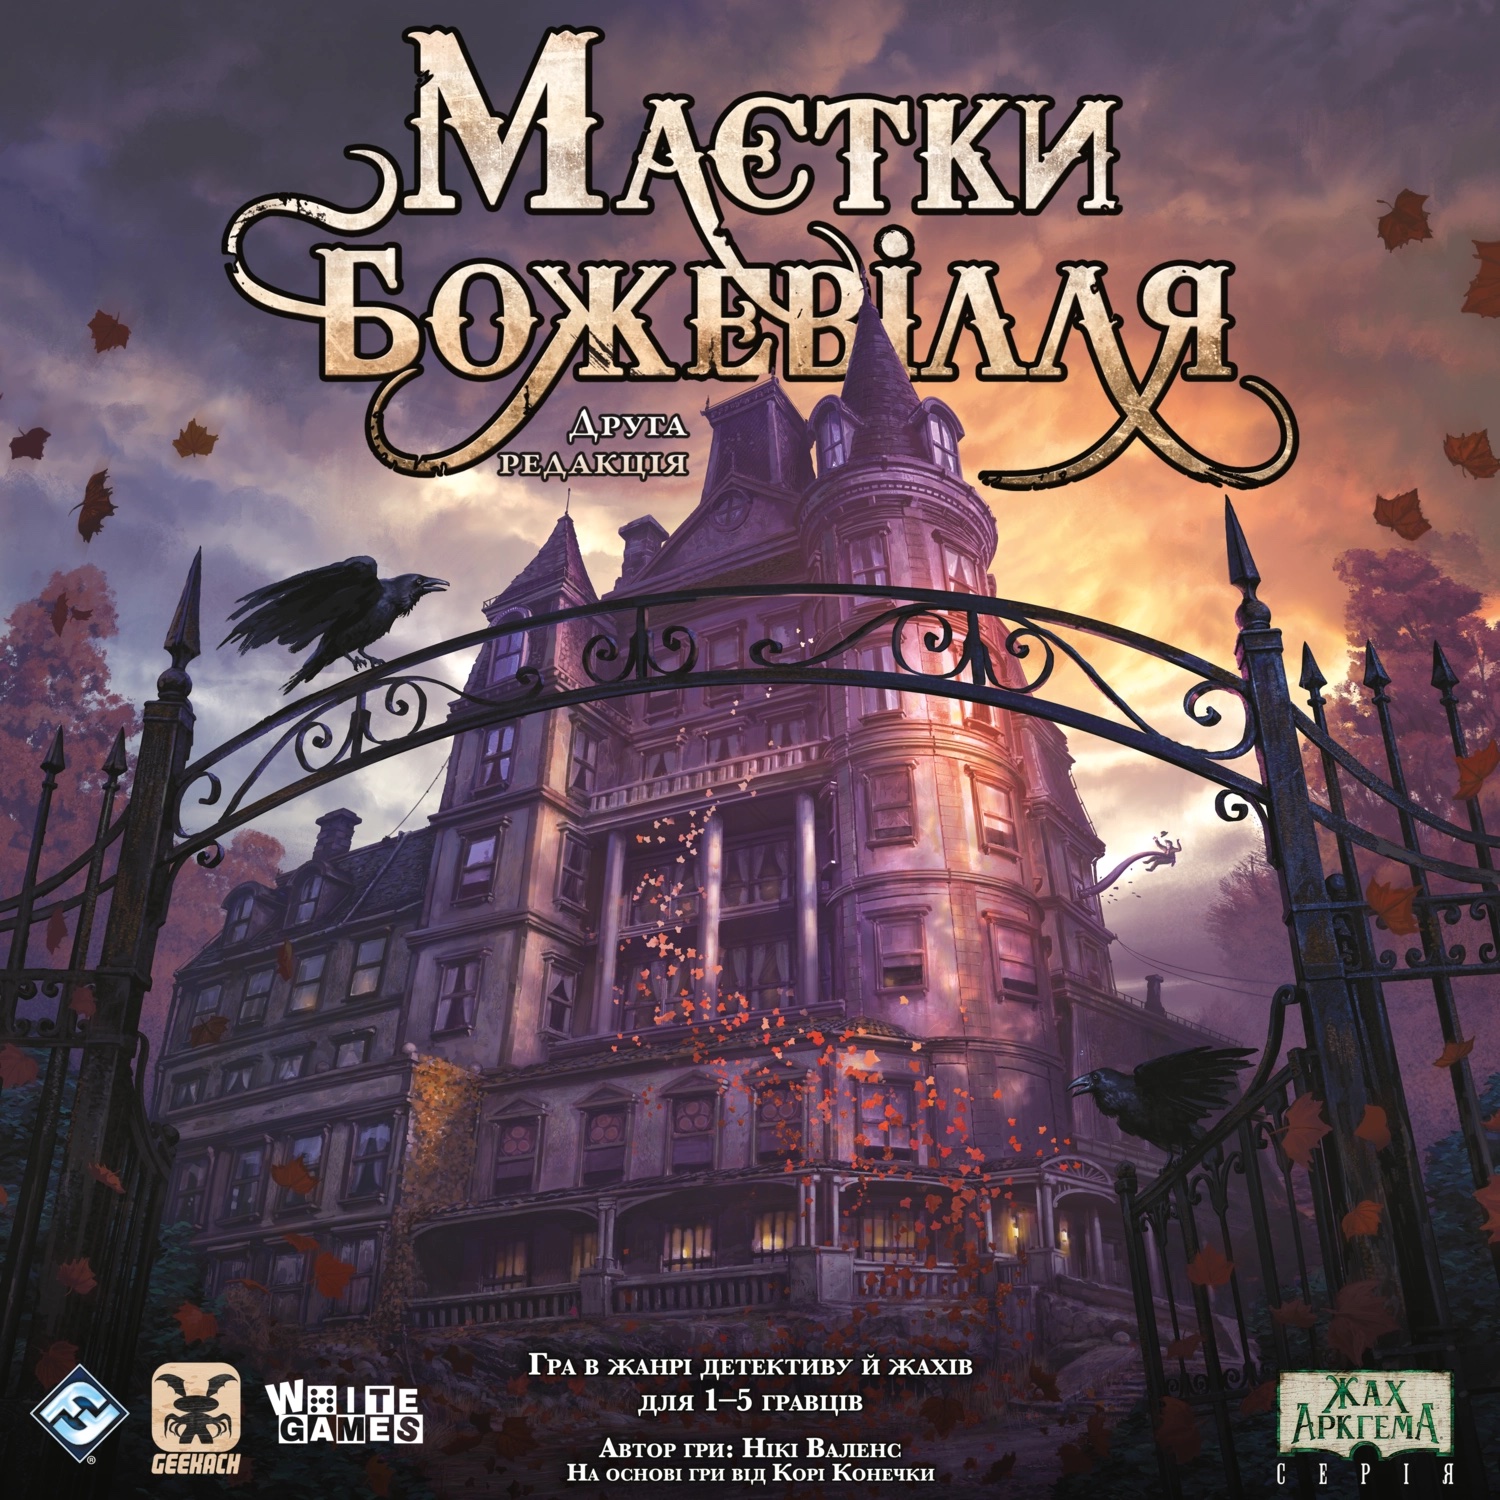 Маєтки
Божевілля
Друга
редакція
Гра в жанрі детективу й жахів
для 1–5 гравців
Автор гри: Нікі Валенс
На основі гри від Корі Конечки
GEEKACH
WHITE
GAMES
Жах
Аркгема
СЕРІЯ